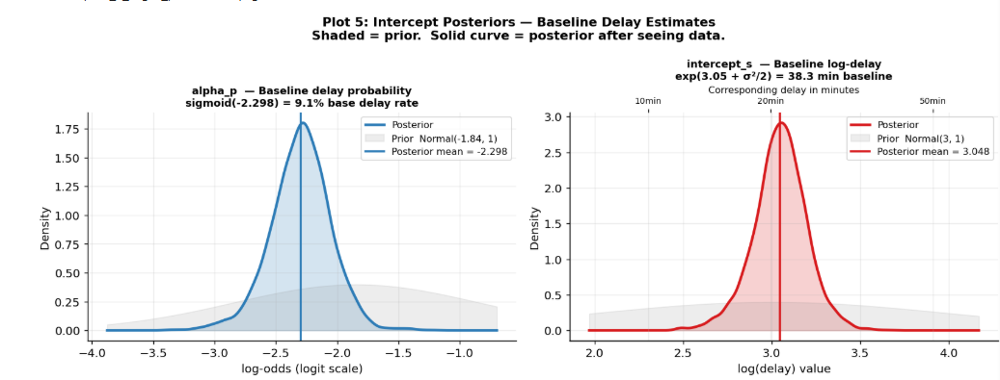 Plot 5: Intercept Posteriors — Baseline Delay Estimates
Shaded = prior.  Solid curve = posterior after seeing data.
alpha_p  — Baseline delay probability
sigmoid(-2.298) = 9.1% base delay rate
Posterior
Prior  Normal(-1.84, 1)
Posterior mean = -2.298
1.75
1.50
1.25
1.00
0.75
0.50
0.25
0.00
Density
−4.0 −3.5 −3.0 −2.5 −2.0 −1.5 −1.0
log-odds (logit scale)
intercept_s  — Baseline log-delay
exp(3.05 + σ²/2) = 38.3 min baseline
Corresponding delay in minutes
10min 20min 50min
Posterior
Prior  Normal(3, 1)
Posterior mean = 3.048
3.0
2.5
2.0
1.5
1.0
0.5
0.0
Density
2.0 2.5 3.0 3.5 4.0
log(delay) value